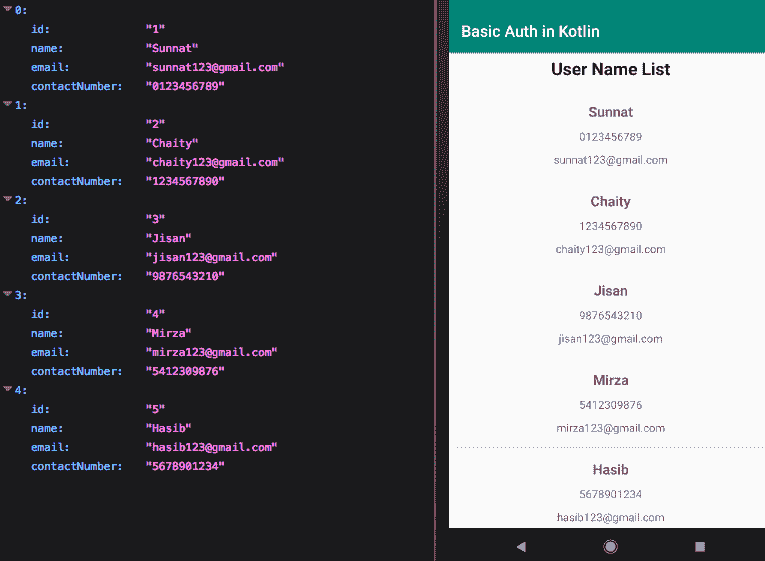 0:
id: "1"
name: "Sunnat"
email: "sunnat123@gmail.com"
contactNumber: "0123456789"
1:
id: "2"
name: "Chaity"
email: "chaity123@gmail.com"
contactNumber: "1234567890"
2:
id: "3"
name: "Jisan"
email: "jisan123@gmail.com"
contactNumber: "9876543210"
3:
id: "4"
name: "Mirza"
email: "mirza123@gmail.com"
contactNumber: "5412309876"
4:
id: "5"
name: "Hasib"
email: "hasib123@gmail.com"
contactNumber: "5678901234"
Basic Auth in Kotlin
User Name List
Sunnat
0123456789
sunnat123@gmail.com
Chaity
1234567890
chaity123@gmail.com
Jisan
9876543210
jisan123@gmail.com
Mirza
5412309876
mirza123@gmail.com
Hasib
5678901234
hasib123@gmail.com